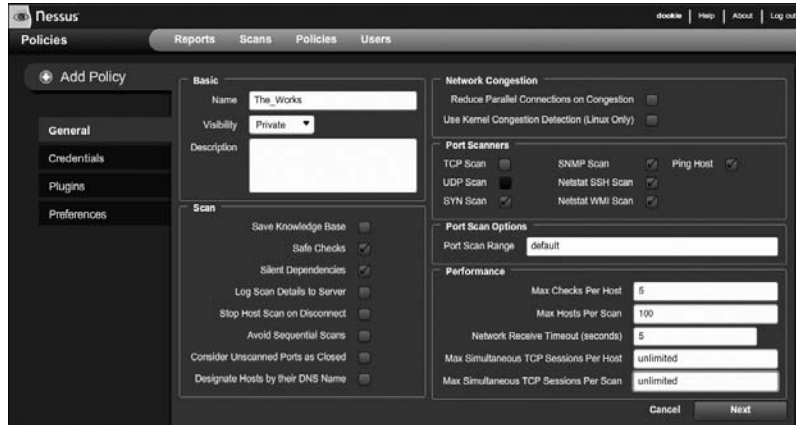 Nessus
dookie | Help | About | Log out
Policies
Reports Scans Policies Users
Add Policy
General
Credentials
Plugins
Preferences
Basic
Name The_Works
Visibility Private
Description
Scan
Save Knowledge Base
Safe Checks
Silent Dependencies
Log Scan Details to Server
Stop Host Scan on Disconnect
Avoid Sequential Scans
Consider Unscanned Ports as Closed
Designate Hosts by their DNS Name
Network Congestion
Reduce Parallel Connections on Congestion
Use Kernel Congestion Detection (Linux Only)
Port Scanners
TCP Scan SNMP Scan Ping Host
UDP Scan Netstat SSH Scan
SYN Scan Netstat WMI Scan
Port Scan Options
Port Scan Range default
Performance
Max Checks Per Host 5
Max Hosts Per Scan 100
Network Receive Timeout (seconds) 5
Max Simultaneous TCP Sessions Per Host unlimited
Max Simultaneous TCP Sessions Per Scan unlimited
Cancel Next